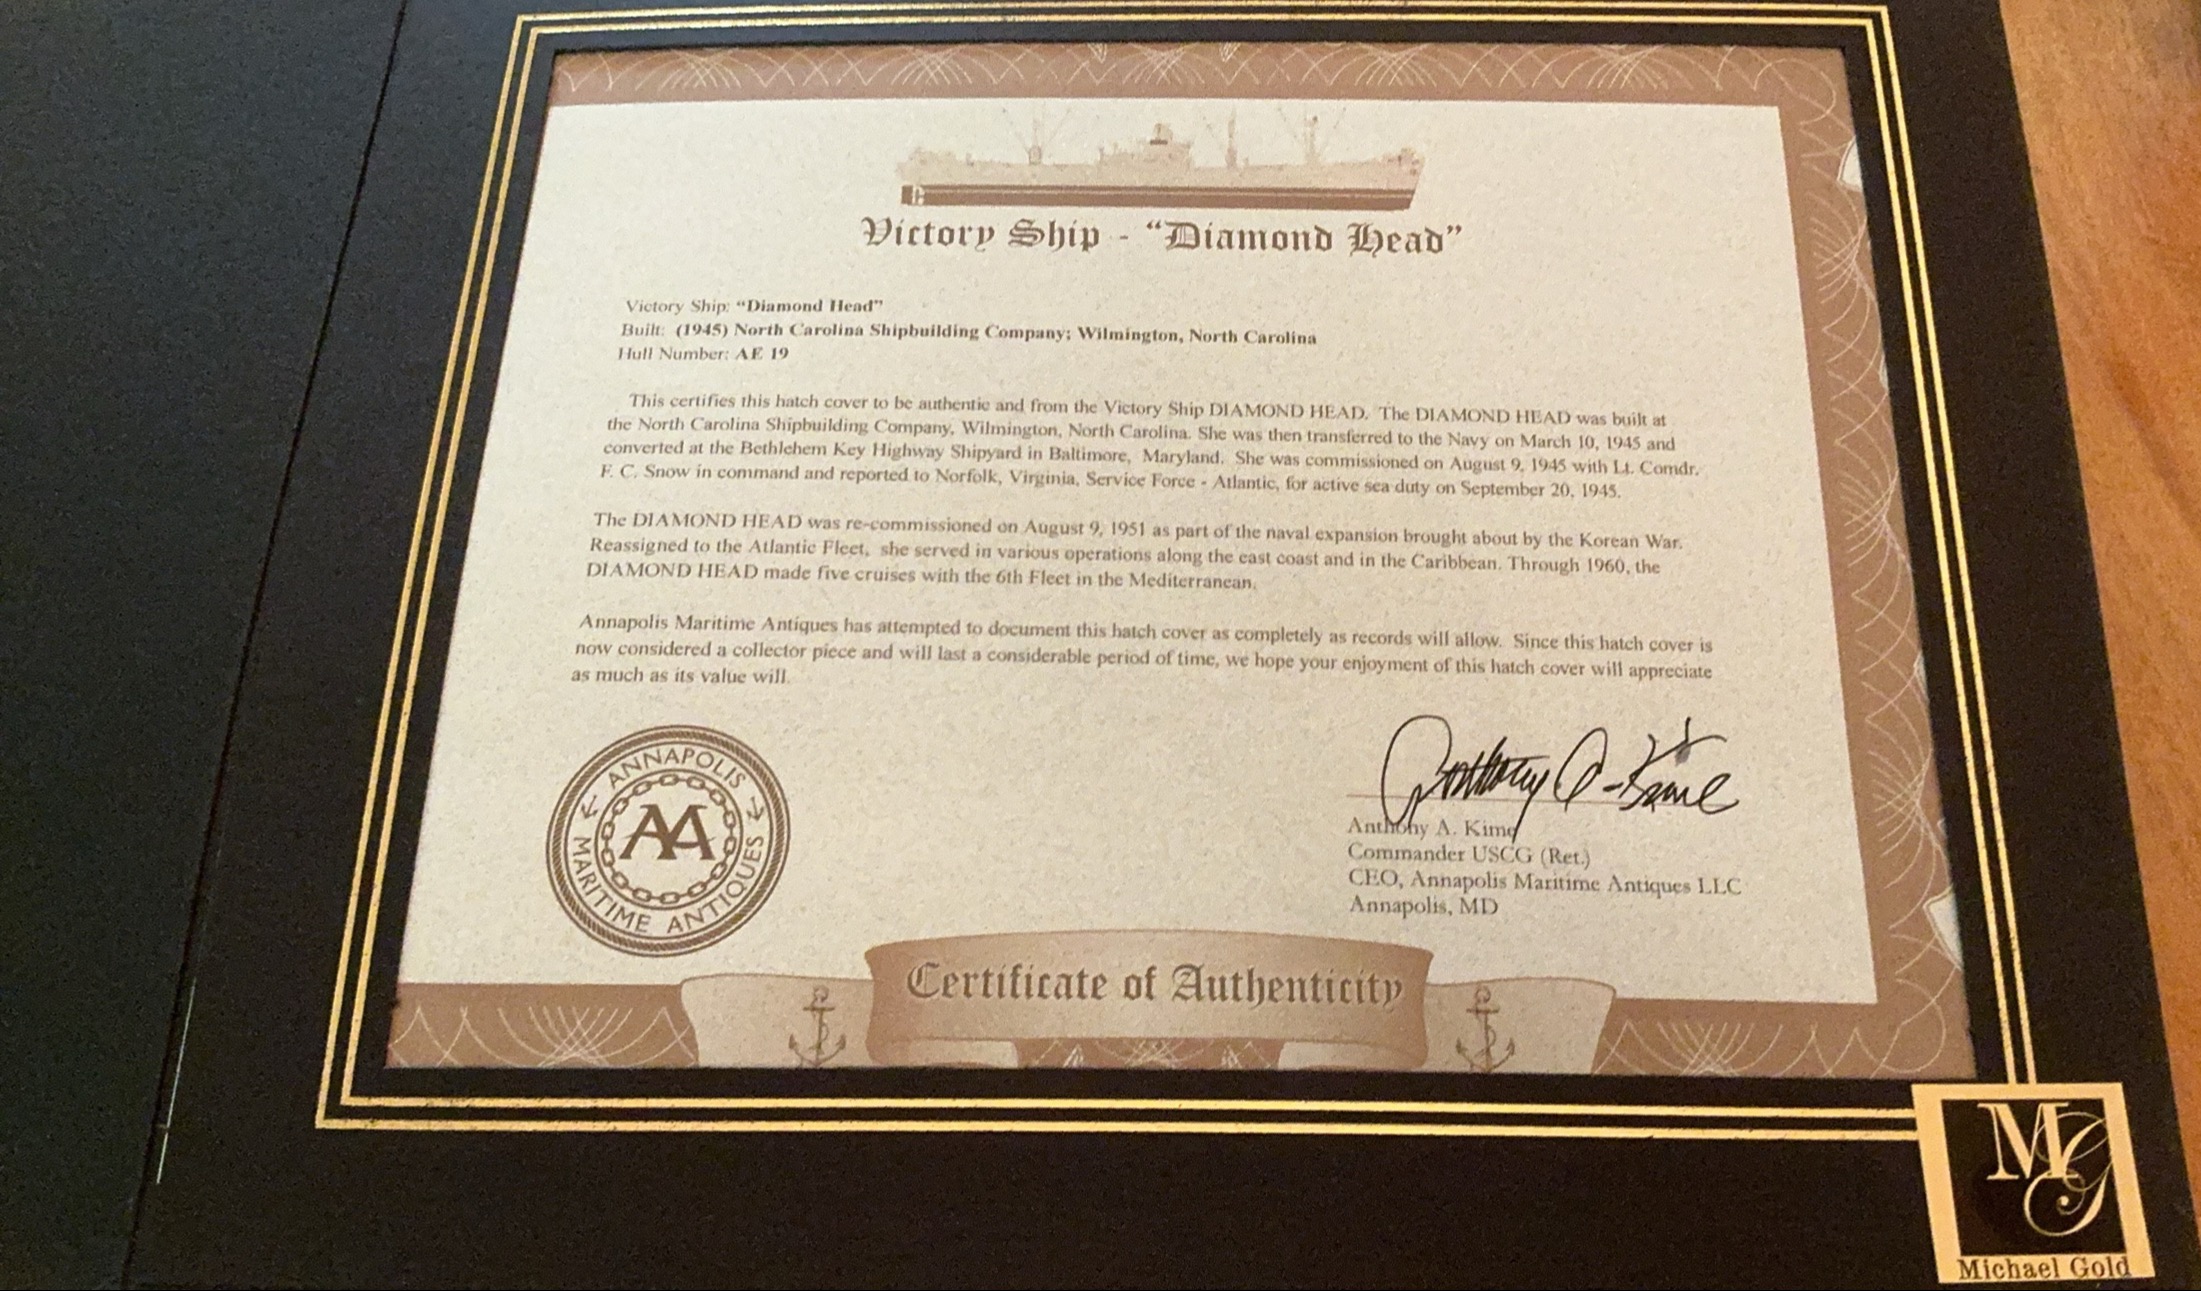 Victory Ship - "Diamond Head"
Victory Ship: "Diamond Head"
Built: (1945) North Carolina Shipbuilding Company; Wilmington, North Carolina
Hull Number: AE 19
This certifies this hatch cover to be authentic and from the Victory Ship DIAMOND HEAD. The DIAMOND HEAD was built at
the North Carolina Shipbuilding Company, Wilmington, North Carolina. She was then transferred to the Navy on March 10, 1945 and
converted at the Bethlehem Key Highway Shipyard in Baltimore, Maryland. She was commissioned on August 9, 1945 with Lt. Comdr.
F. C. Snow in command and reported to Norfolk, Virginia, Service Force - Atlantic, for active sea duty on September 20, 1945.
The DIAMOND HEAD was re-commissioned on August 9, 1951 as part of the naval expansion brought about by the Korean War.
Reassigned to the Atlantic Fleet, she served in various operations along the east coast and in the Caribbean. Through 1960, the
DIAMOND HEAD made five cruises with the 6th Fleet in the Mediterranean.
Annapolis Maritime Antiques has attempted to document this hatch cover as completely as records will allow. Since this hatch cover is
now considered a collector piece and will last a considerable period of time, we hope your enjoyment of this hatch cover will appreciate
as much as its value will.
ANNAPOLIS
AA
MARITIME ANTIQUES
Anthony A. Kime
Anthony A. Kime
Commander USCG (Ret.)
CEO, Annapolis Maritime Antiques LLC
Annapolis, MD
Certificate of Authenticity
MG
Michael Gold